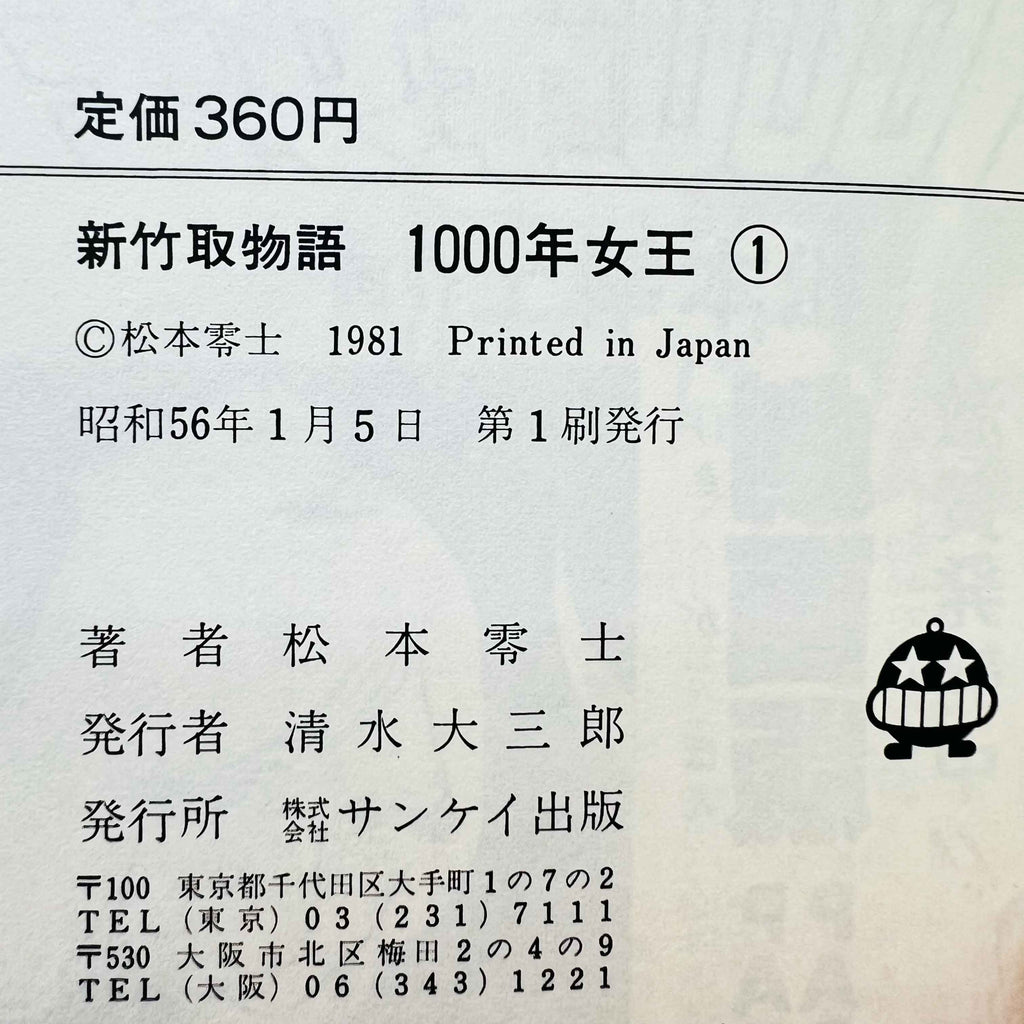 定価360円
新竹取物語　1000年女王 ①
©松本零士　1981　Printed in Japan
昭和56年1月5日　第1刷発行
著者 松本零士
発行者 清水大三郎
発行所 株式会社サンケイ出版
〒100 東京都千代田区大手町1の7の2
TEL (東京) 03 (231) 7111
〒530 大阪市北区梅田2の4の9
TEL (大阪) 06 (343) 1221